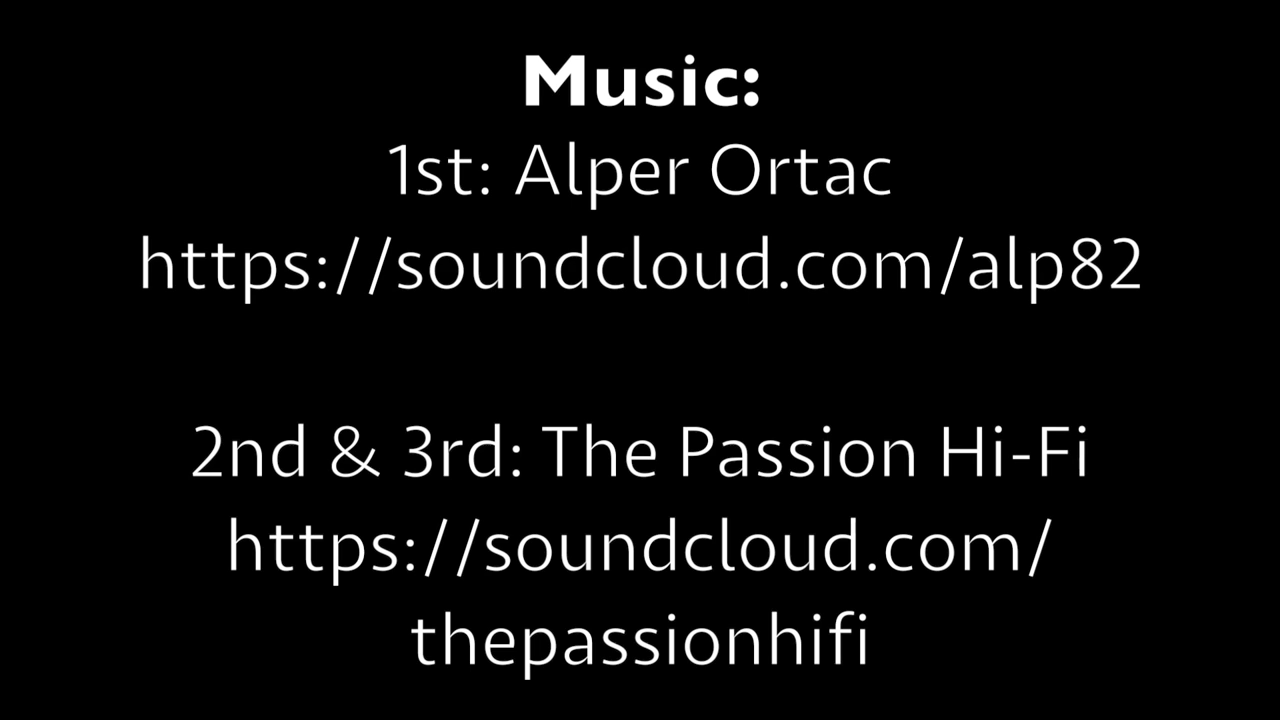 Music:
1st: Alper Ortac
https://soundcloud.com/alp82
2nd & 3rd: The Passion Hi-Fi
https://soundcloud.com/
thepassionhifi